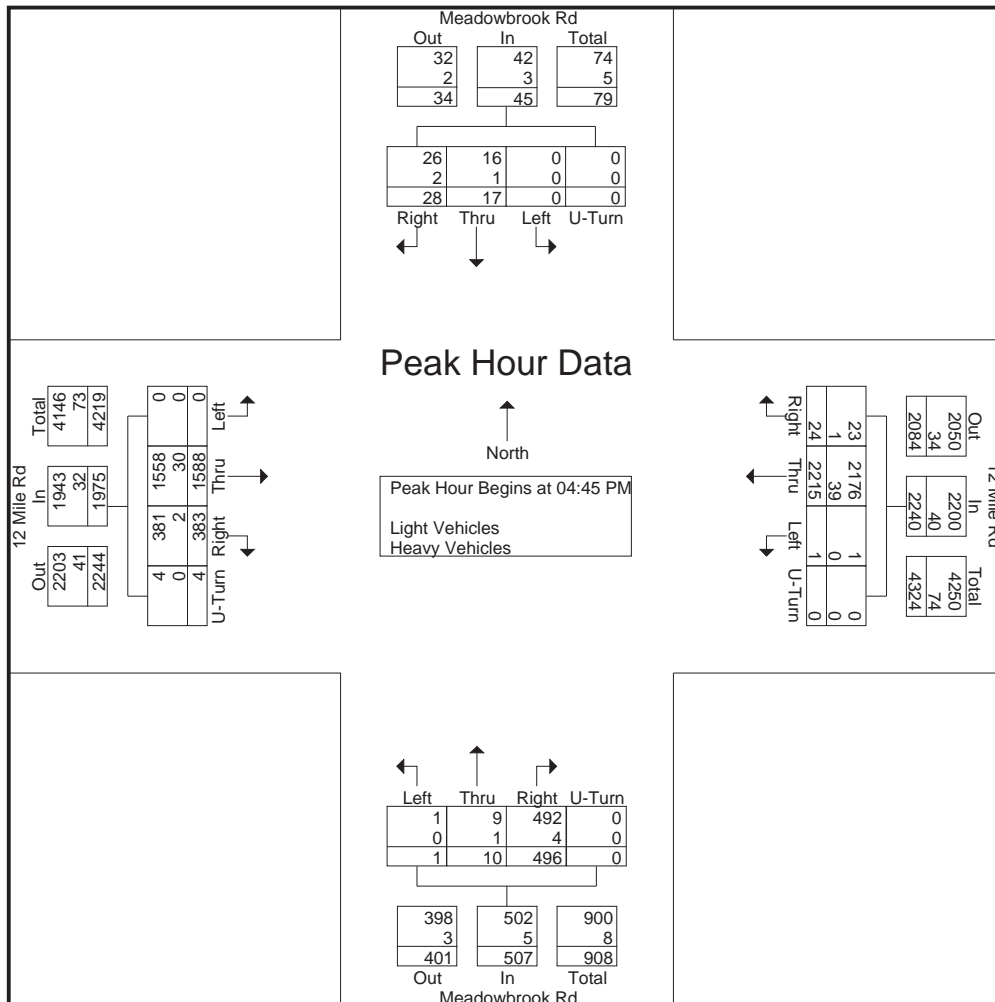 Meadowbrook Rd
Out In Total
32 42 74
2 3 5
34 45 79
26 16 0 0
2 1 0 0
28 17 0 0
Right Thru Left U-Turn
Peak Hour Data
North
Peak Hour Begins at 04:45 PM
Light Vehicles
Heavy Vehicles
12 Mile Rd
Total In Out
4146 1943 2203
73 32 41
4219 1975 2244
0 1558 381 4
0 30 2 0
0 1588 383 4
Left Thru Right U-Turn
12 Mile Rd
Out In Total
2050 2200 4250
34 40 74
2084 2240 4324
23 2176 1 0
1 39 0 0
24 2215 1 0
Right Thru Left U-Turn
Left Thru Right U-Turn
1 9 492 0
0 1 4 0
1 10 496 0
398 502 900
3 5 8
401 507 908
Out In Total
Meadowbrook Rd